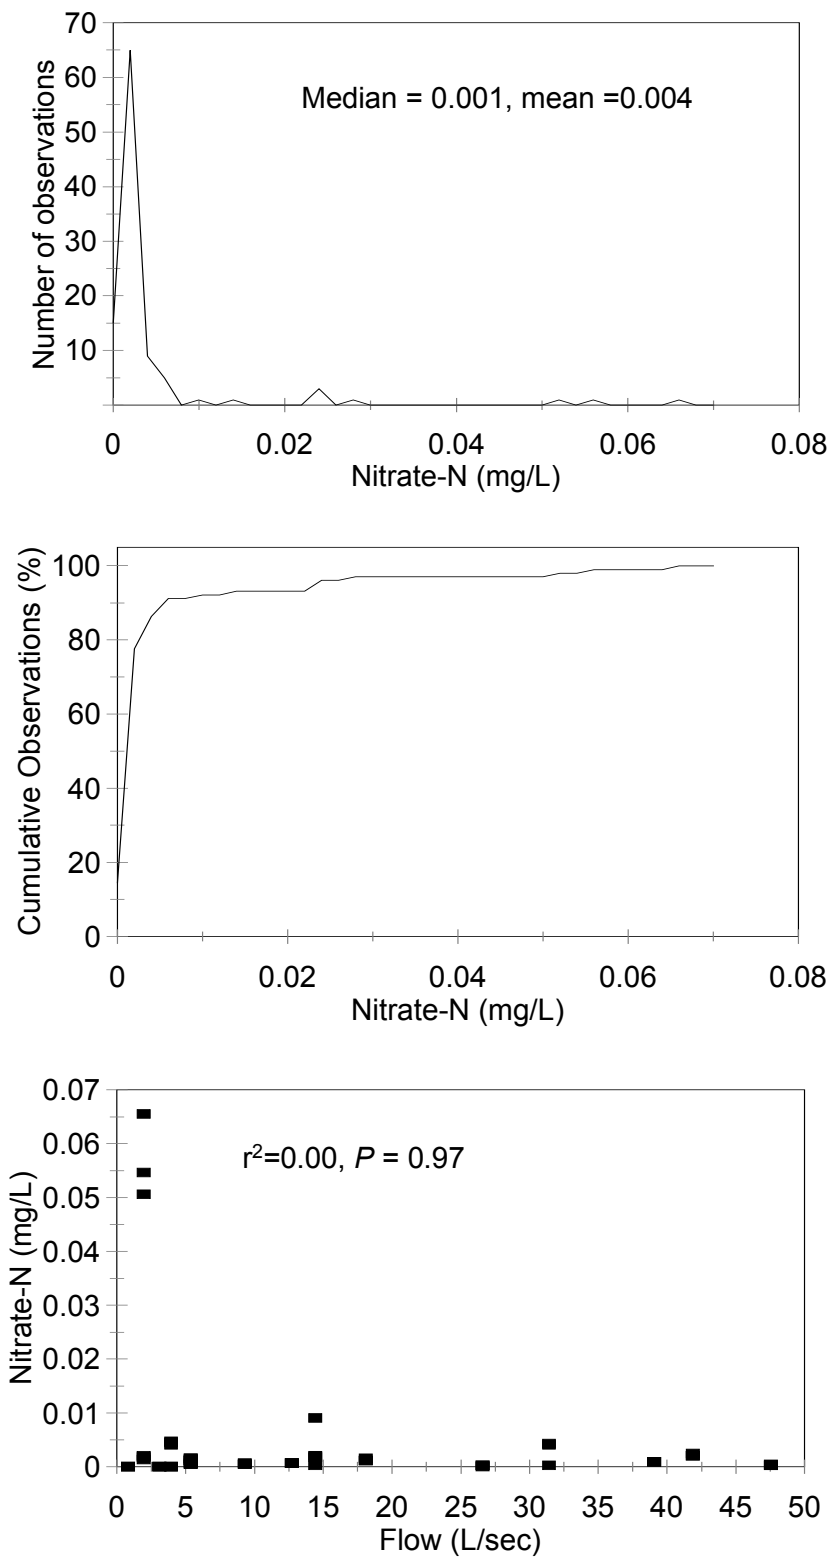 70
60
50
40
30
20
10
Number of observations
Median = 0.001, mean =0.004
0 0.02 0.04 0.06 0.08
Nitrate-N (mg/L)
100
80
60
40
20
0
Cumulative Observations (%)
0 0.02 0.04 0.06 0.08
Nitrate-N (mg/L)
0.07
0.06
0.05
0.04
0.03
0.02
0.01
0
Nitrate-N (mg/L)
r²=0.00, P = 0.97
0 5 10 15 20 25 30 35 40 45 50
Flow (L/sec)